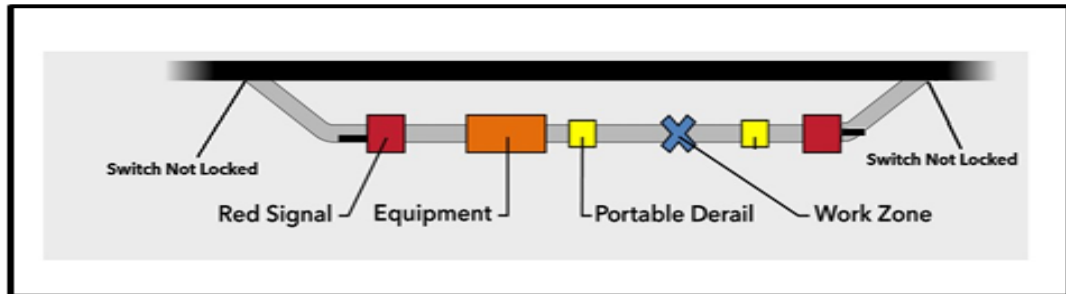 Switch Not Locked
Switch Not Locked
Red Signal
Equipment
Portable Derail
Work Zone